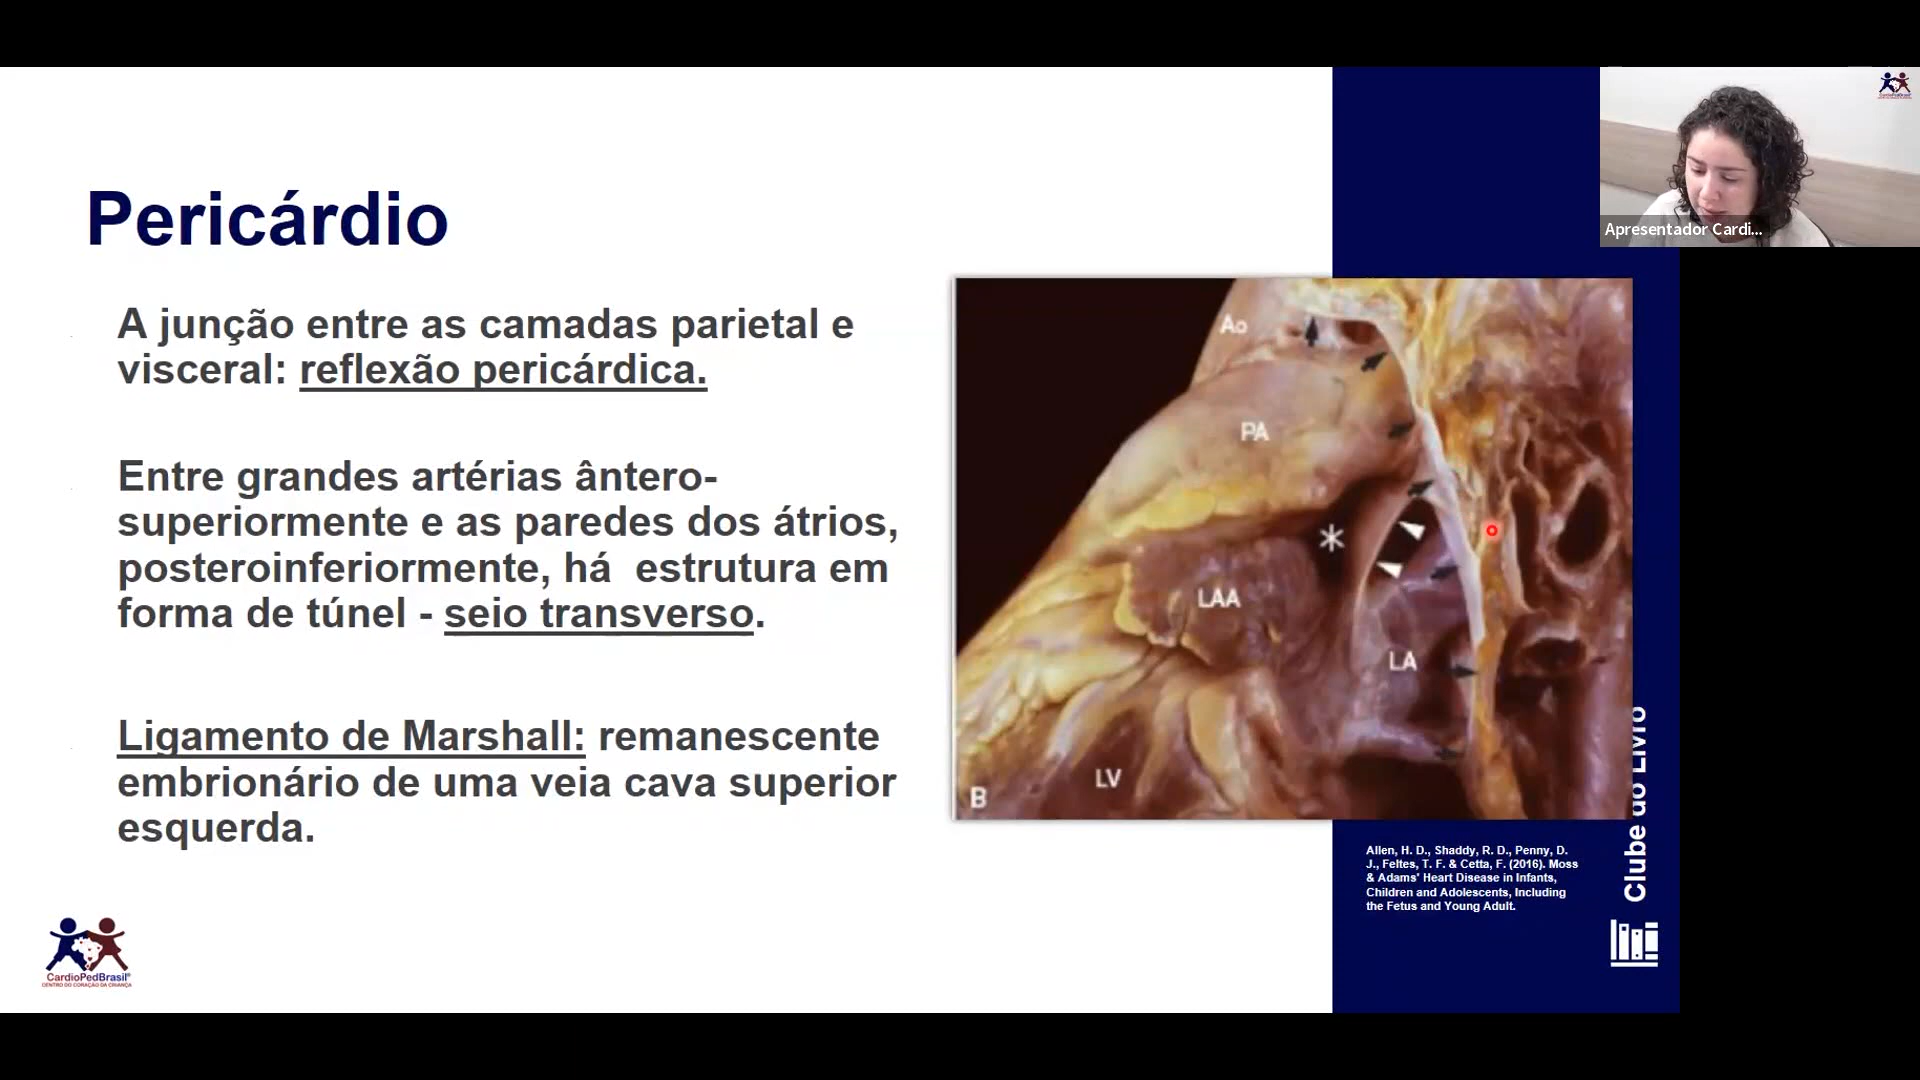 Pericárdio
A junção entre as camadas parietal e
visceral: reflexão pericárdica.
Entre grandes artérias ântero-
superiormente e as paredes dos átrios,
posteroinferiormente, há  estrutura em
forma de túnel - seio transverso.
Ligamento de Marshall: remanescente
embrionário de uma veia cava superior
esquerda.
CardioPedBrasil®
CENTRO DO CORAÇÃO DA CRIANÇA
Ao
PA
*
LAA
LA
LV
B
Apresentador Cardi...
Clube do Livro
Allen, H. D., Shaddy, R. D., Penny, D.
J., Feltes, T. F. & Cetta, F. (2016). Moss
& Adams' Heart Disease in Infants,
Children and Adolescents, Including
the Fetus and Young Adult.